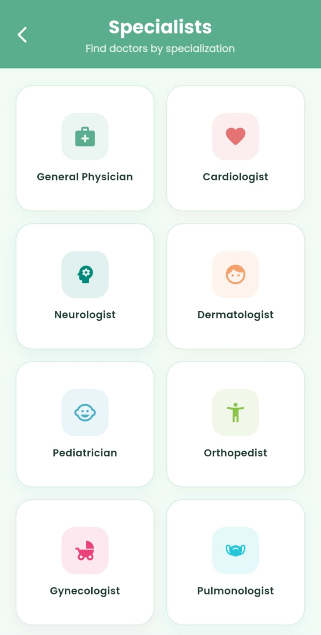 Specialists
Find doctors by specialization
General Physician
Cardiologist
Neurologist
Dermatologist
Pediatrician
Orthopedist
Gynecologist
Pulmonologist